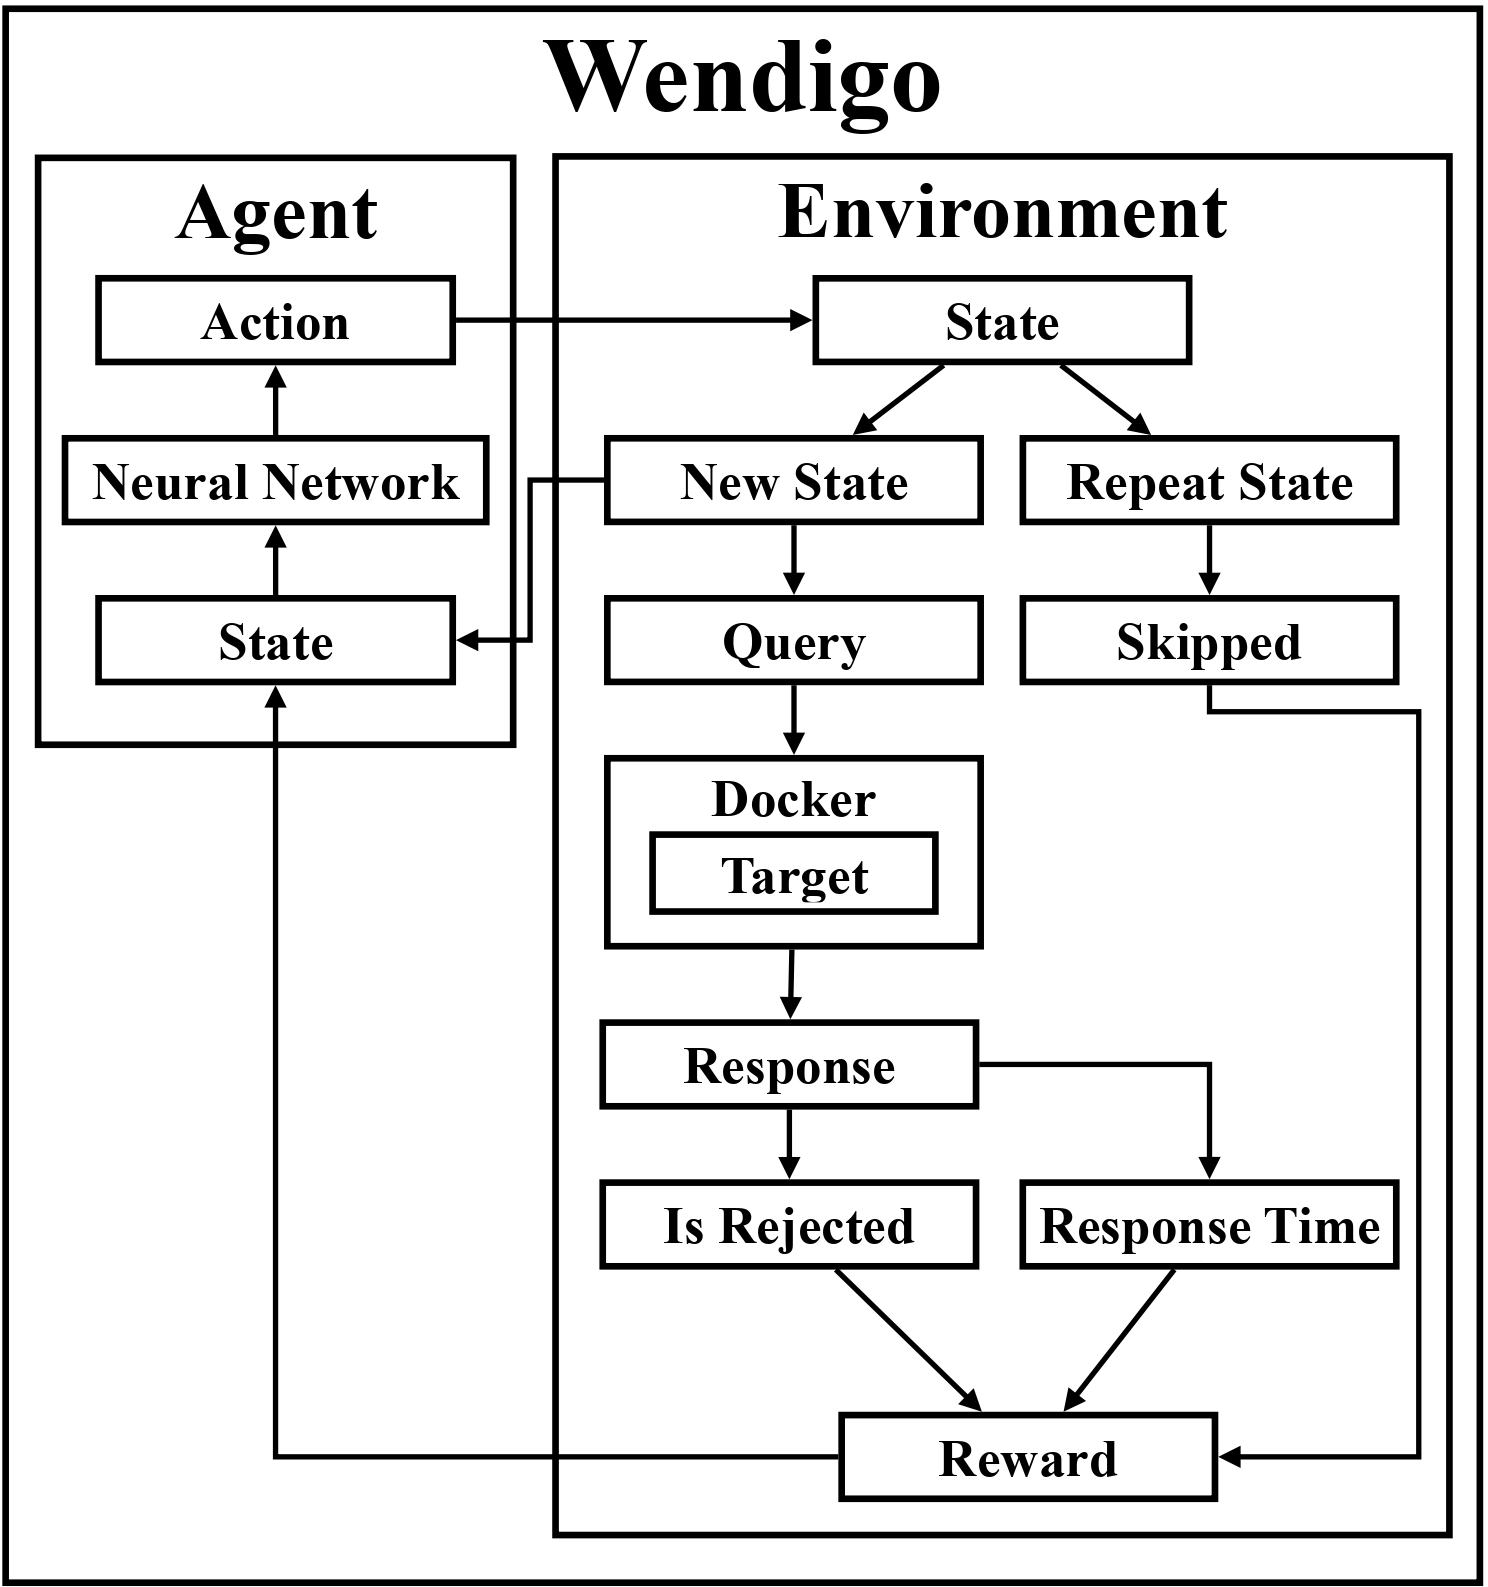 Wendigo
Agent
Action
Neural Network
State
Environment
State
New State
Repeat State
Query
Skipped
Docker
Target
Response
Is Rejected
Response Time
Reward